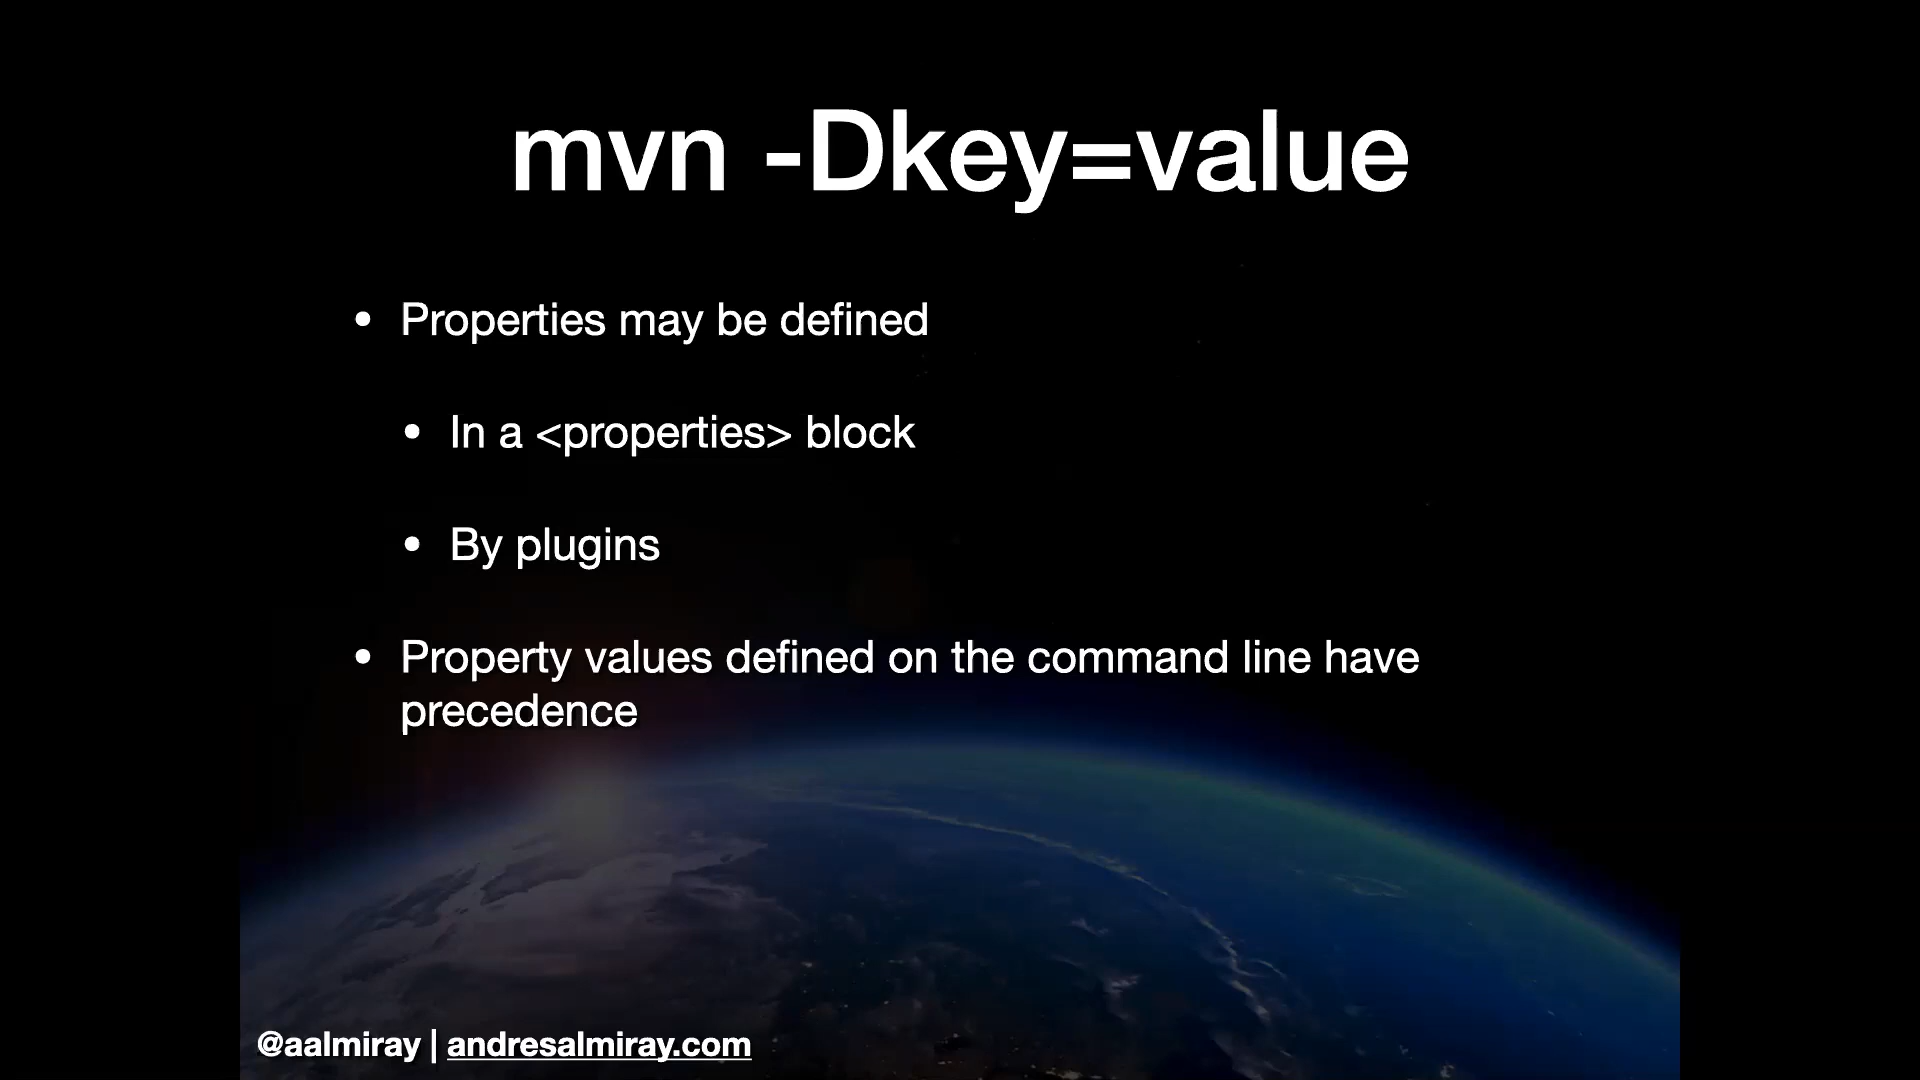 mvn -Dkey=value
• Properties may be defined
• In a <properties> block
• By plugins
• Property values defined on the command line have
precedence
@aalmiray | andresalmiray.com